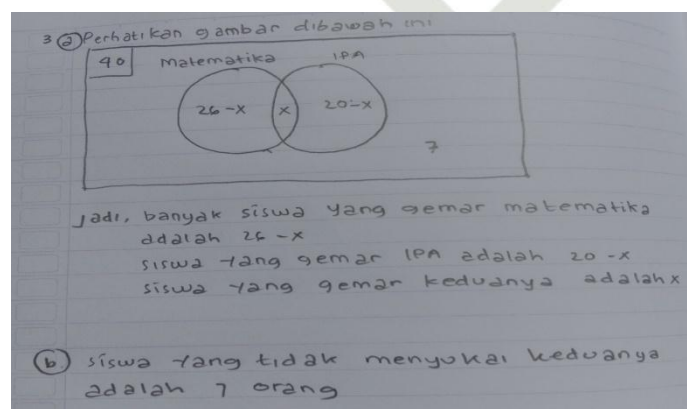 3 (a) Perhatikan gambar dibawah ini
40 Matematika IPA
26-x x 20-x
7
Jadi, banyak siswa yang gemar matematika
adalah 26-x
siswa yang gemar IPA adalah 20-x
siswa yang gemar keduanya adalah x
(b.) siswa yang tidak menyukai keduanya
adalah 7 orang